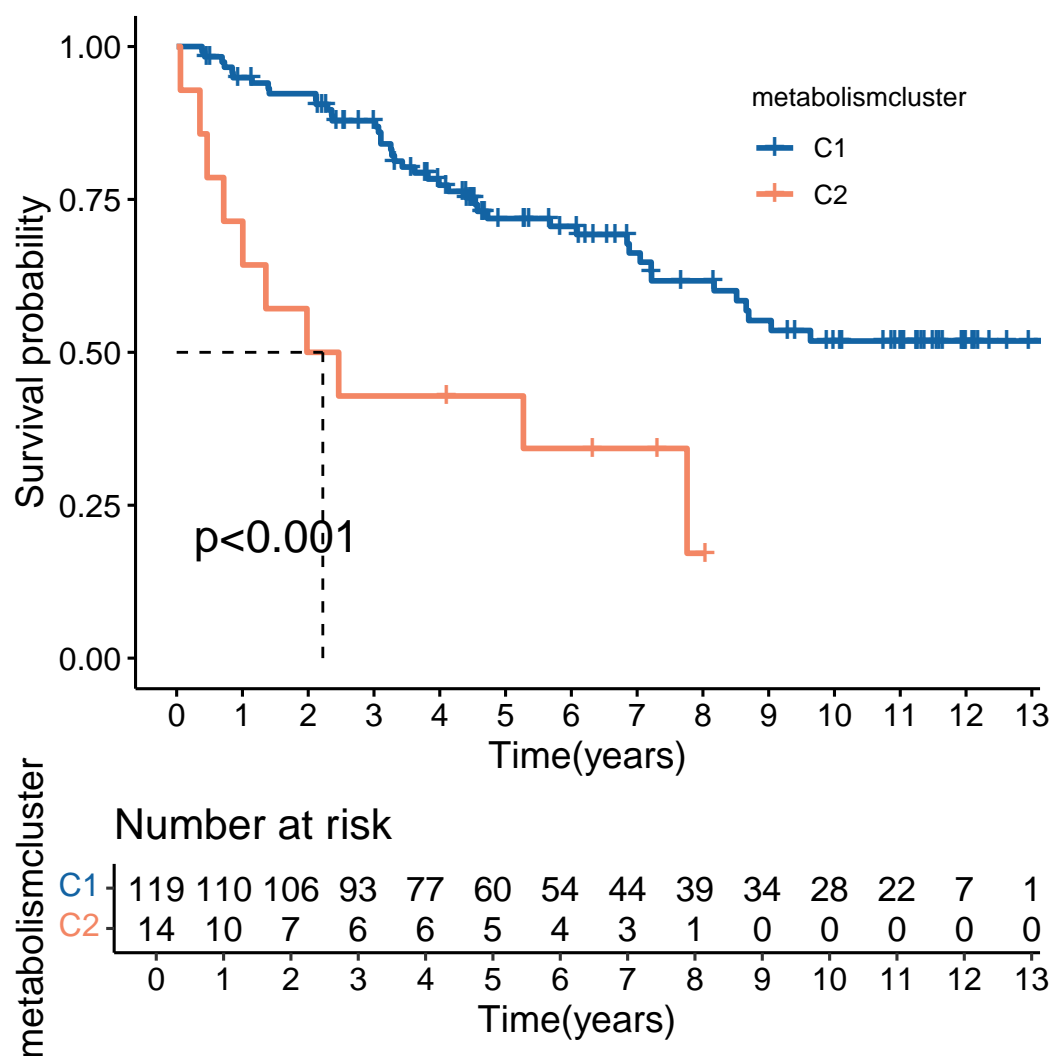 Survival probability
1.00
0.75
0.50
0.25
0.00
metabolismcluster
C1
C2
p<0.001
0 1 2 3 4 5 6 7 8 9 10 11 12 13
Time(years)
metabolismcluster
Number at risk
C1 119 110 106 93 77 60 54 44 39 34 28 22 7 1
C2 14 10 7 6 6 5 4 3 1 0 0 0 0 0
0 1 2 3 4 5 6 7 8 9 10 11 12 13
Time(years)